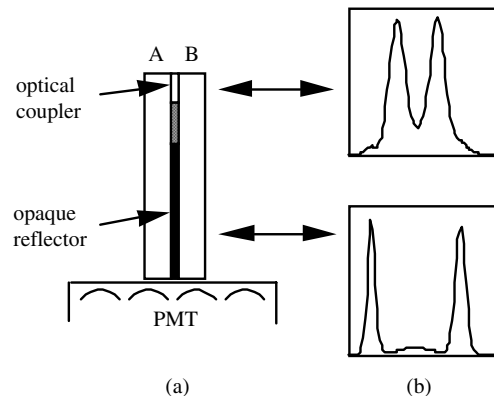 A B
optical
coupler
opaque
reflector
PMT
(a) (b)